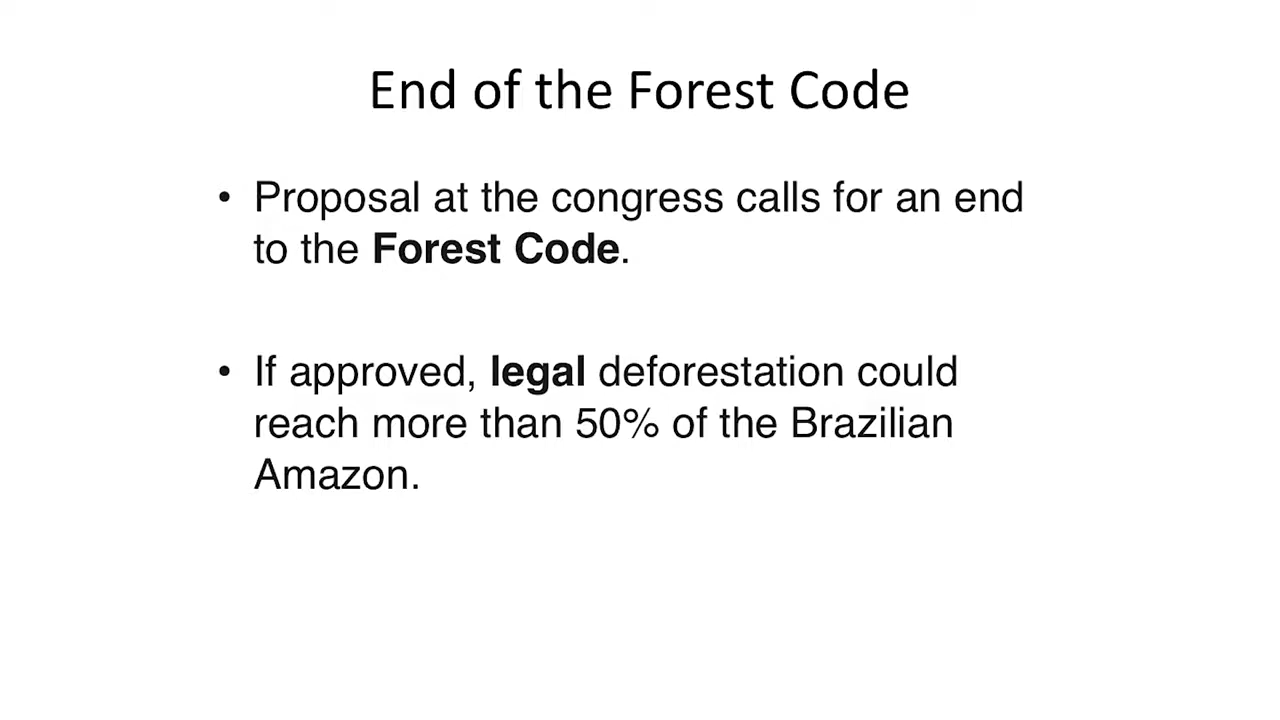 End of the Forest Code
• Proposal at the congress calls for an end
to the Forest Code.
• If approved, legal deforestation could
reach more than 50% of the Brazilian
Amazon.